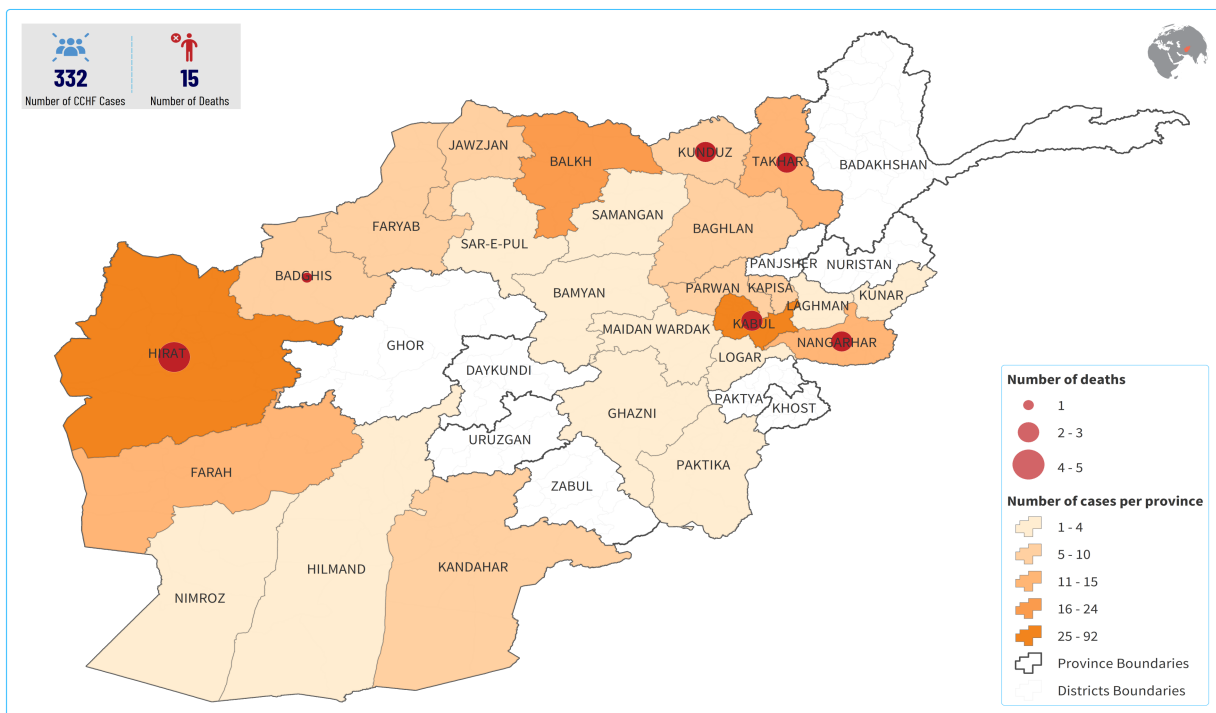 332
Number of CCHF Cases
15
Number of Deaths
JAWZJAN
BALKH
KUNDUZ
TAKHAR
BADAKHSHAN
FARYAB
SAR-E-PUL
SAMANGAN
BAGHLAN
BADGHIS
PANJSHER
NURISTAN
BAMYAN
PARWAN
KAPISA
LAGHMAN
KUNAR
HIRAT
GHOR
MAIDAN WARDAK
KABUL
NANGARHAR
LOGAR
DAYKUNDI
PAKTYA
KHOST
GHAZNI
URUZGAN
FARAH
PAKTIKA
ZABUL
HILMAND
KANDAHAR
NIMROZ
Number of deaths
1
2 - 3
4 - 5
Number of cases per province
1 - 4
5 - 10
11 - 15
16 - 24
25 - 92
Province Boundaries
Districts Boundaries